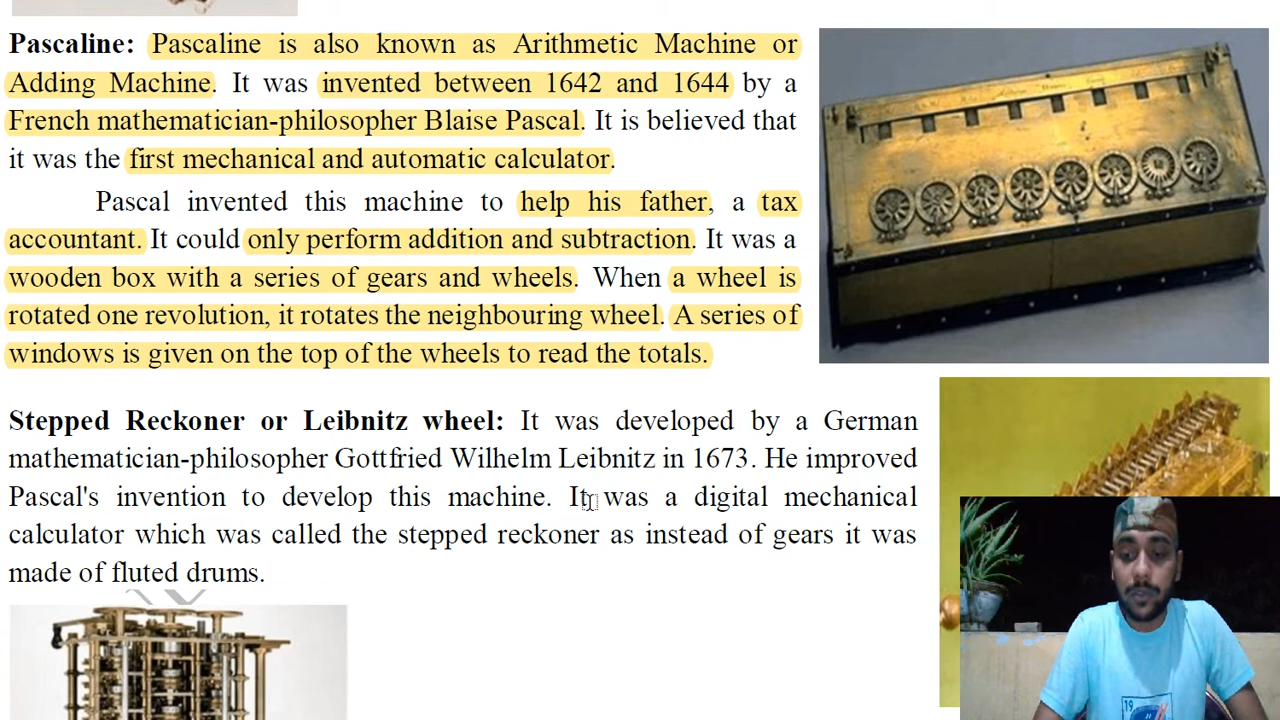 Pascaline: Pascaline is also known as Arithmetic Machine or
Adding Machine. It was invented between 1642 and 1644 by a
French mathematician-philosopher Blaise Pascal. It is believed that
it was the first mechanical and automatic calculator.
Pascal invented this machine to help his father, a tax
accountant. It could only perform addition and subtraction. It was a
wooden box with a series of gears and wheels. When a wheel is
rotated one revolution, it rotates the neighbouring wheel. A series of
windows is given on the top of the wheels to read the totals.
Stepped Reckoner or Leibnitz wheel: It was developed by a German
mathematician-philosopher Gottfried Wilhelm Leibnitz in 1673. He improved
Pascal's invention to develop this machine. It was a digital mechanical
calculator which was called the stepped reckoner as instead of gears it was
made of fluted drums.
19